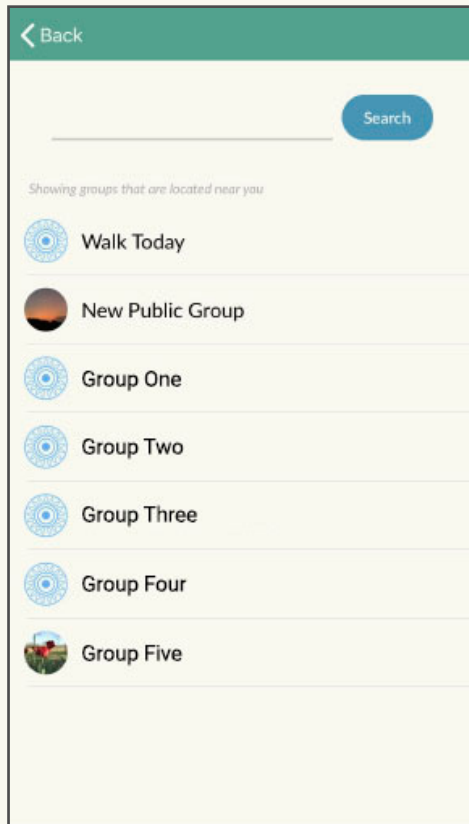 Back
Search
Showing groups that are located near you
Walk Today
New Public Group
Group One
Group Two
Group Three
Group Four
Group Five